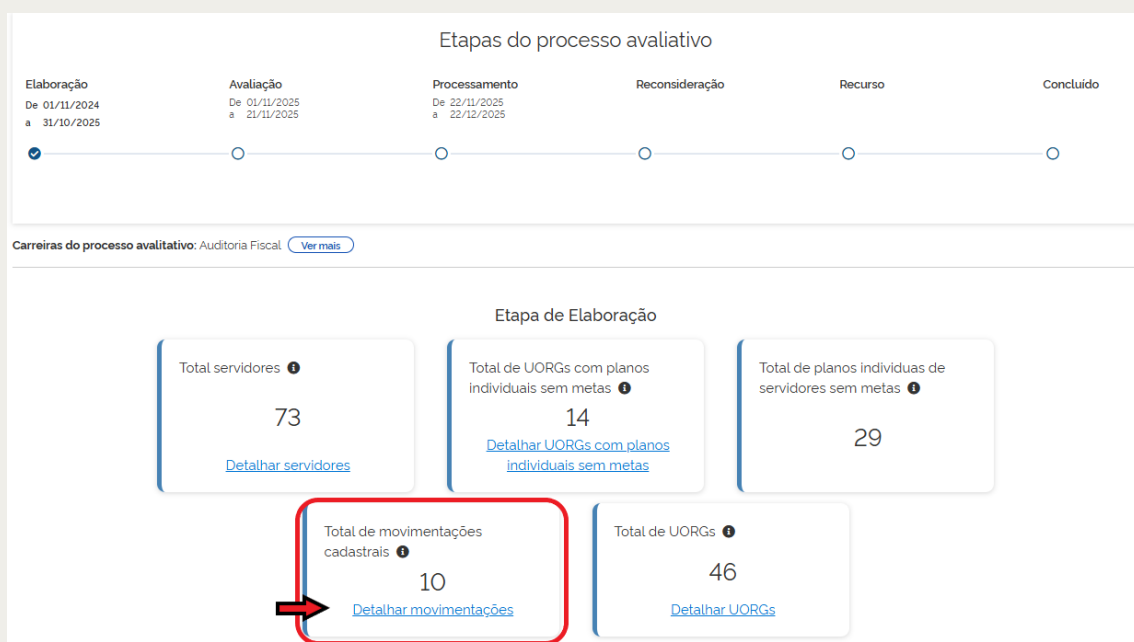 Etapas do processo avaliativo
Elaboração
De 01/11/2024
a 31/10/2025
Avaliação
De 01/11/2025
a 21/11/2025
Processamento
De 22/11/2025
a 22/12/2025
Reconsideração
Recurso
Concluído
Carreiras do processo avalitativo: Auditoria Fiscal Ver mais
Etapa de Elaboração
Total servidores
73
Detalhar servidores
Total de UORGs com planos
individuais sem metas
14
Detalhar UORGs com planos
individuais sem metas
Total de planos individuas de
servidores sem metas
29
Total de movimentações
cadastrais
10
Detalhar movimentações
Total de UORGs
46
Detalhar UORGs